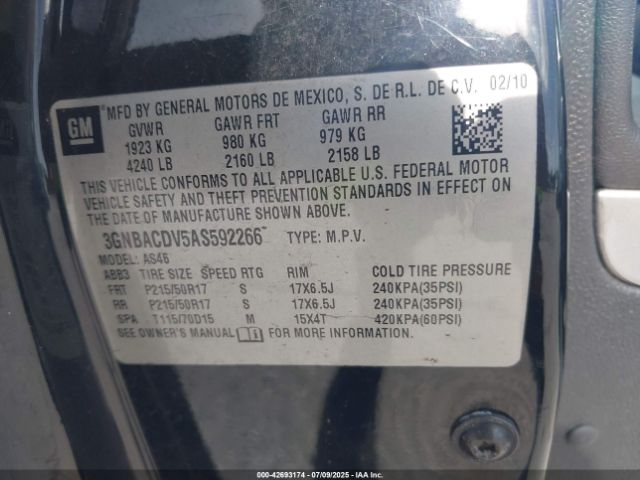 GM
MFD BY GENERAL MOTORS DE MEXICO, S. DE R.L. DE C.V. 02/10
GVWR GAWR FRT GAWR RR
1923 KG 980 KG 979 KG
4240 LB 2160 LB 2158 LB
THIS VEHICLE CONFORMS TO ALL APPLICABLE U.S. FEDERAL MOTOR
VEHICLE SAFETY AND THEFT PREVENTION STANDARDS IN EFFECT ON
THE DATE OF MANUFACTURE SHOWN ABOVE.
3GNBACDV5AS592266 TYPE: M.P.V.
MODEL: AS46
ABB3 TIRE SIZE SPEED RTG RIM COLD TIRE PRESSURE
FRT P215/50R17 S 17X6.5J 240KPA(35PSI)
RR P215/50R17 S 17X6.5J 240KPA(35PSI)
SPA T115/70D15 M 15X4T 420KPA(60PSI)
SEE OWNER'S MANUAL FOR MORE INFORMATION
000-42693174 - 07/09/2025 - IAAI.COM